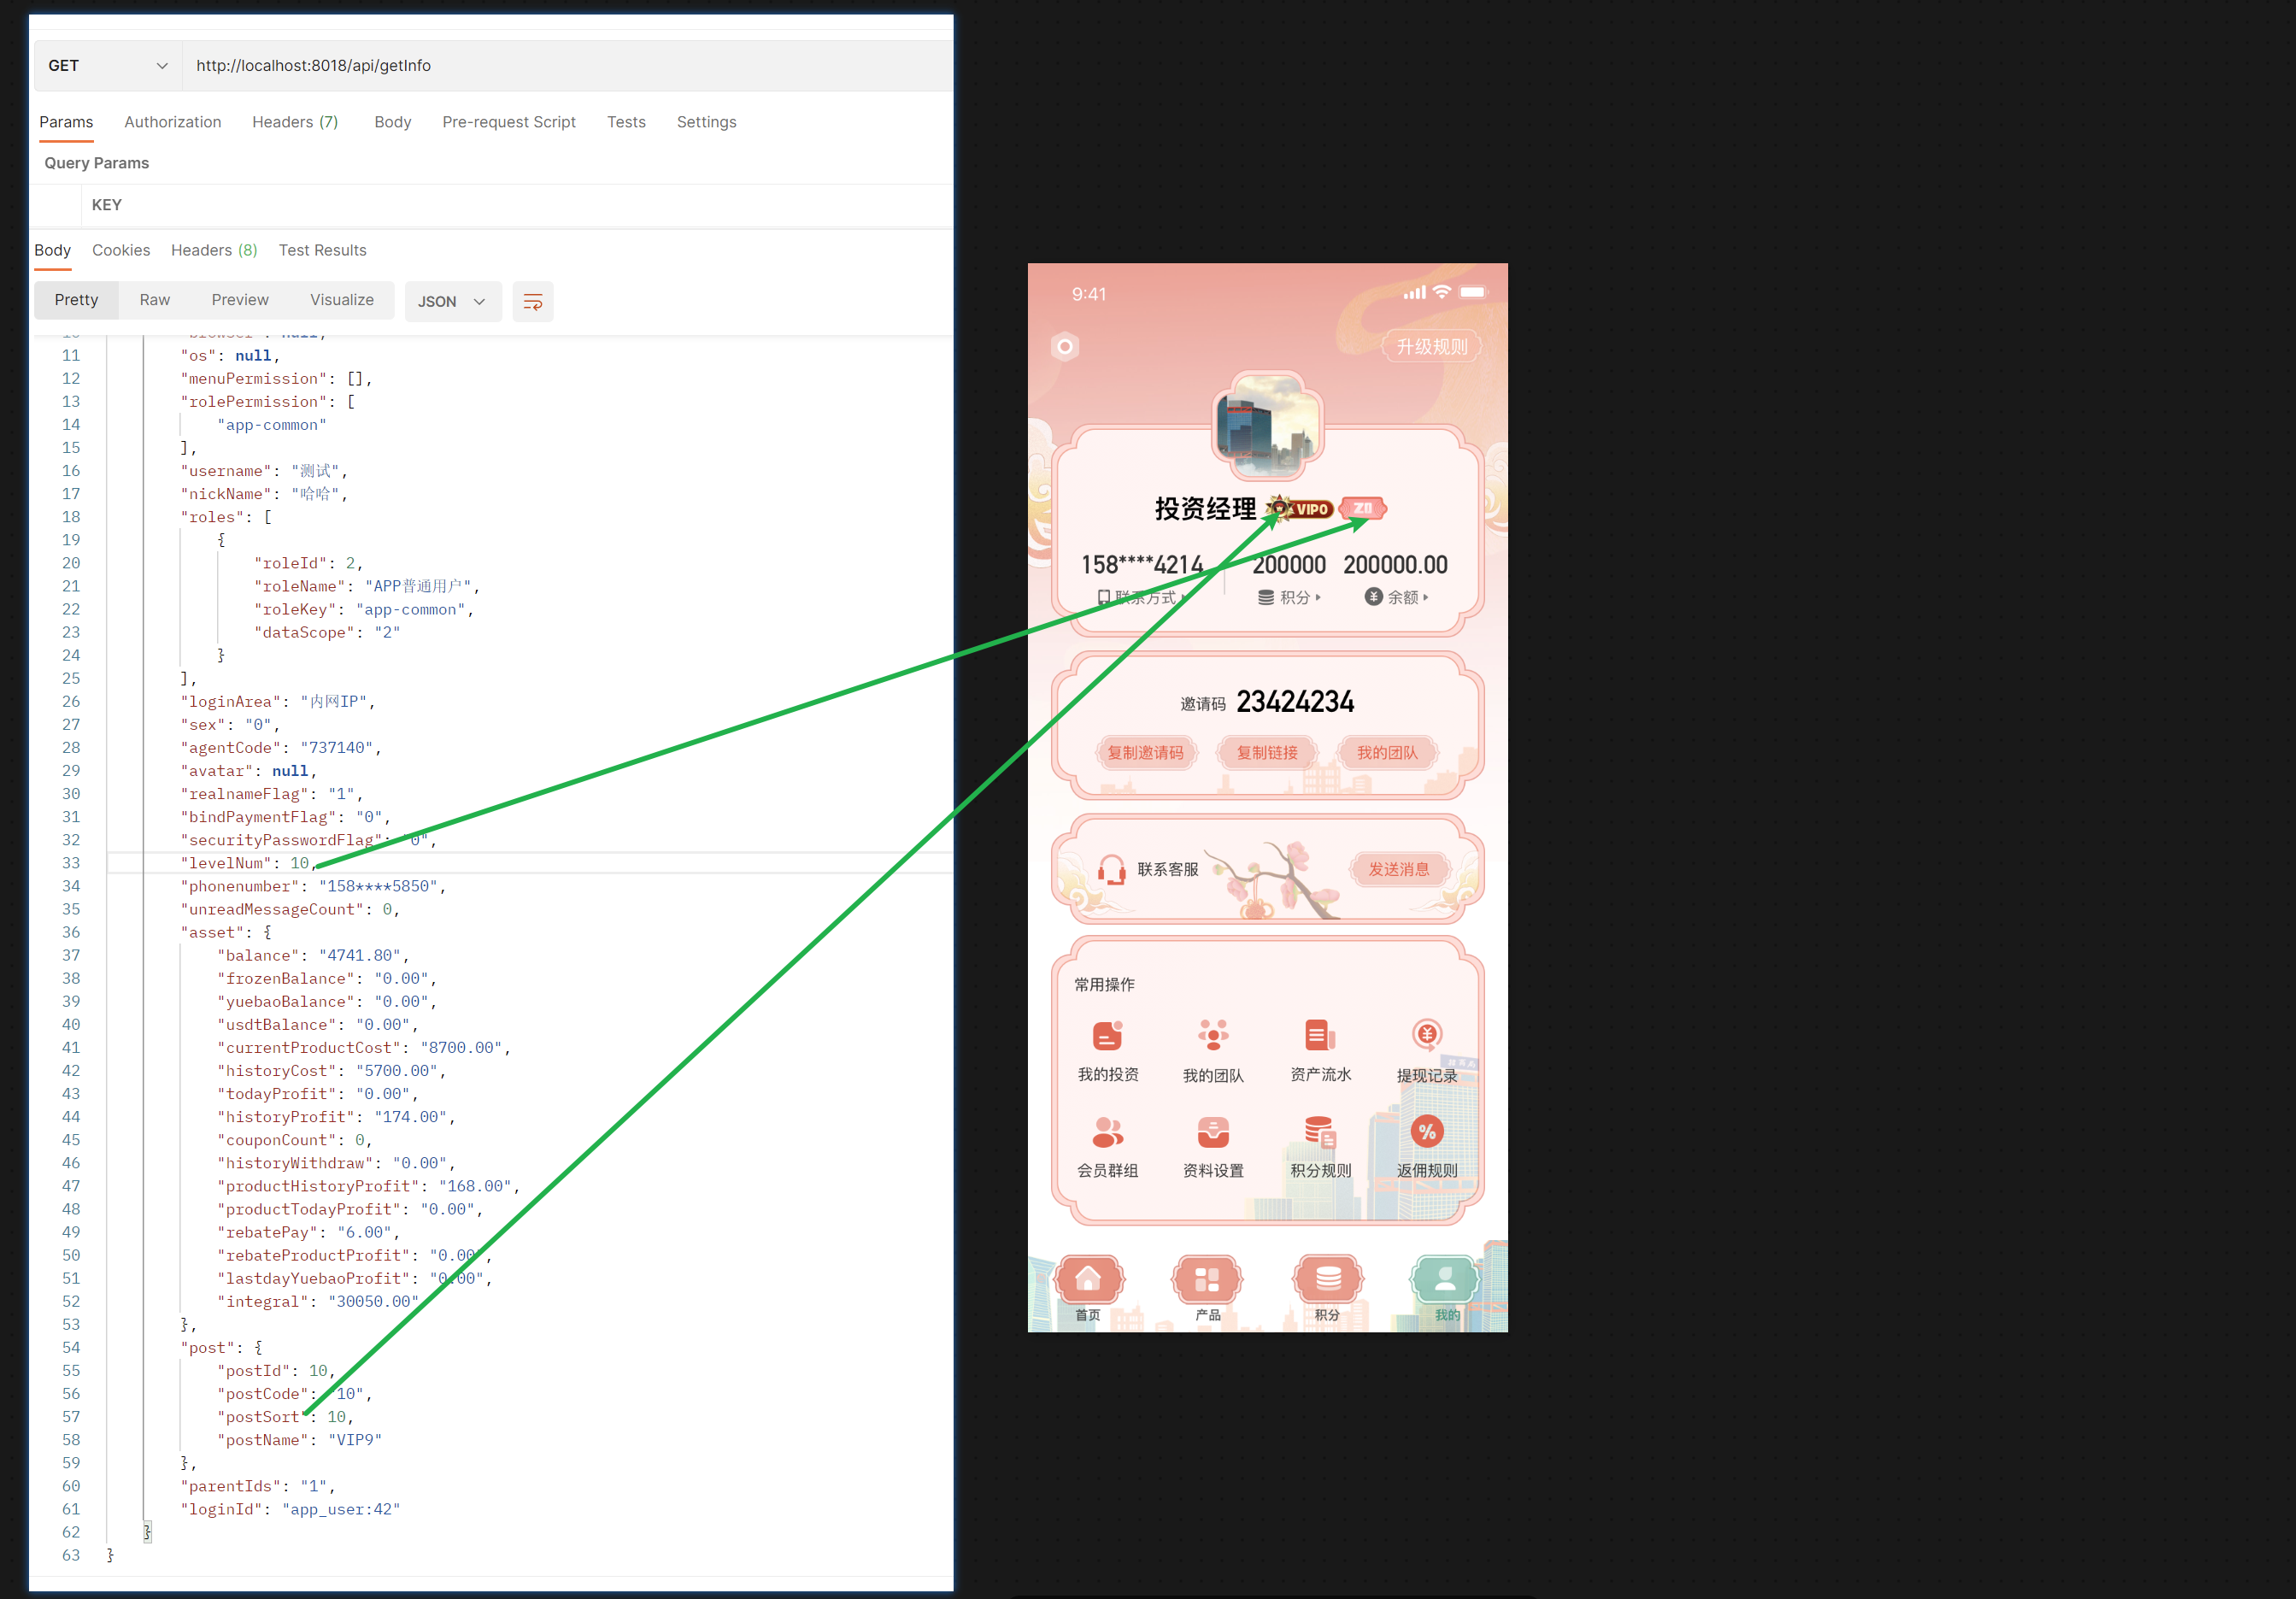 GET
http://localhost:8018/api/getInfo
Params Authorization Headers (7) Body Pre-request Script Tests Settings
Query Params
KEY
Body Cookies Headers (8) Test Results
Pretty Raw Preview Visualize JSON
11 "os": null,
12 "menuPermission": [],
13 "rolePermission": [
14 "app-common"
15 ],
16 "username": "测试",
17 "nickName": "哈哈",
18 "roles": [
19 {
20 "roleId": 2,
21 "roleName": "APP普通用户",
22 "roleKey": "app-common",
23 "dataScope": "2"
24 }
25 ],
26 "loginArea": "内网IP",
27 "sex": "0",
28 "agentCode": "737140",
29 "avatar": null,
30 "realnameFlag": "1",
31 "bindPaymentFlag": "0",
32 "securityPasswordFlag": "0",
33 "levelNum": 10,
34 "phonenumber": "158****5850",
35 "unreadMessageCount": 0,
36 "asset": {
37 "balance": "4741.80",
38 "frozenBalance": "0.00",
39 "yuebaoBalance": "0.00",
40 "usdtBalance": "0.00",
41 "currentProductCost": "8700.00",
42 "historyCost": "5700.00",
43 "todayProfit": "0.00",
44 "historyProfit": "174.00",
45 "couponCount": 0,
46 "historyWithdraw": "0.00",
47 "productHistoryProfit": "168.00",
48 "productTodayProfit": "0.00",
49 "rebatePay": "6.00",
50 "rebateProductProfit": "0.00",
51 "lastdayYuebaoProfit": "0.00",
52 "integral": "30050.00"
53 },
54 "post": {
55 "postId": 10,
56 "postCode": "10",
57 "postSort": 10,
58 "postName": "VIP9"
59 },
60 "parentIds": "1",
61 "loginId": "app_user:42"
62 }
63 }
9:41
升级规则
投资经理 VIP0 Z0
158****4214 200000 200000.00
联系方式 积分 余额
邀请码 23424234
复制邀请码 复制链接 我的团队
联系客服 发送消息
常用操作
我的投资 我的团队 资产流水 提现记录
会员群组 资料设置 积分规则 返佣规则
首页 产品 积分 我的